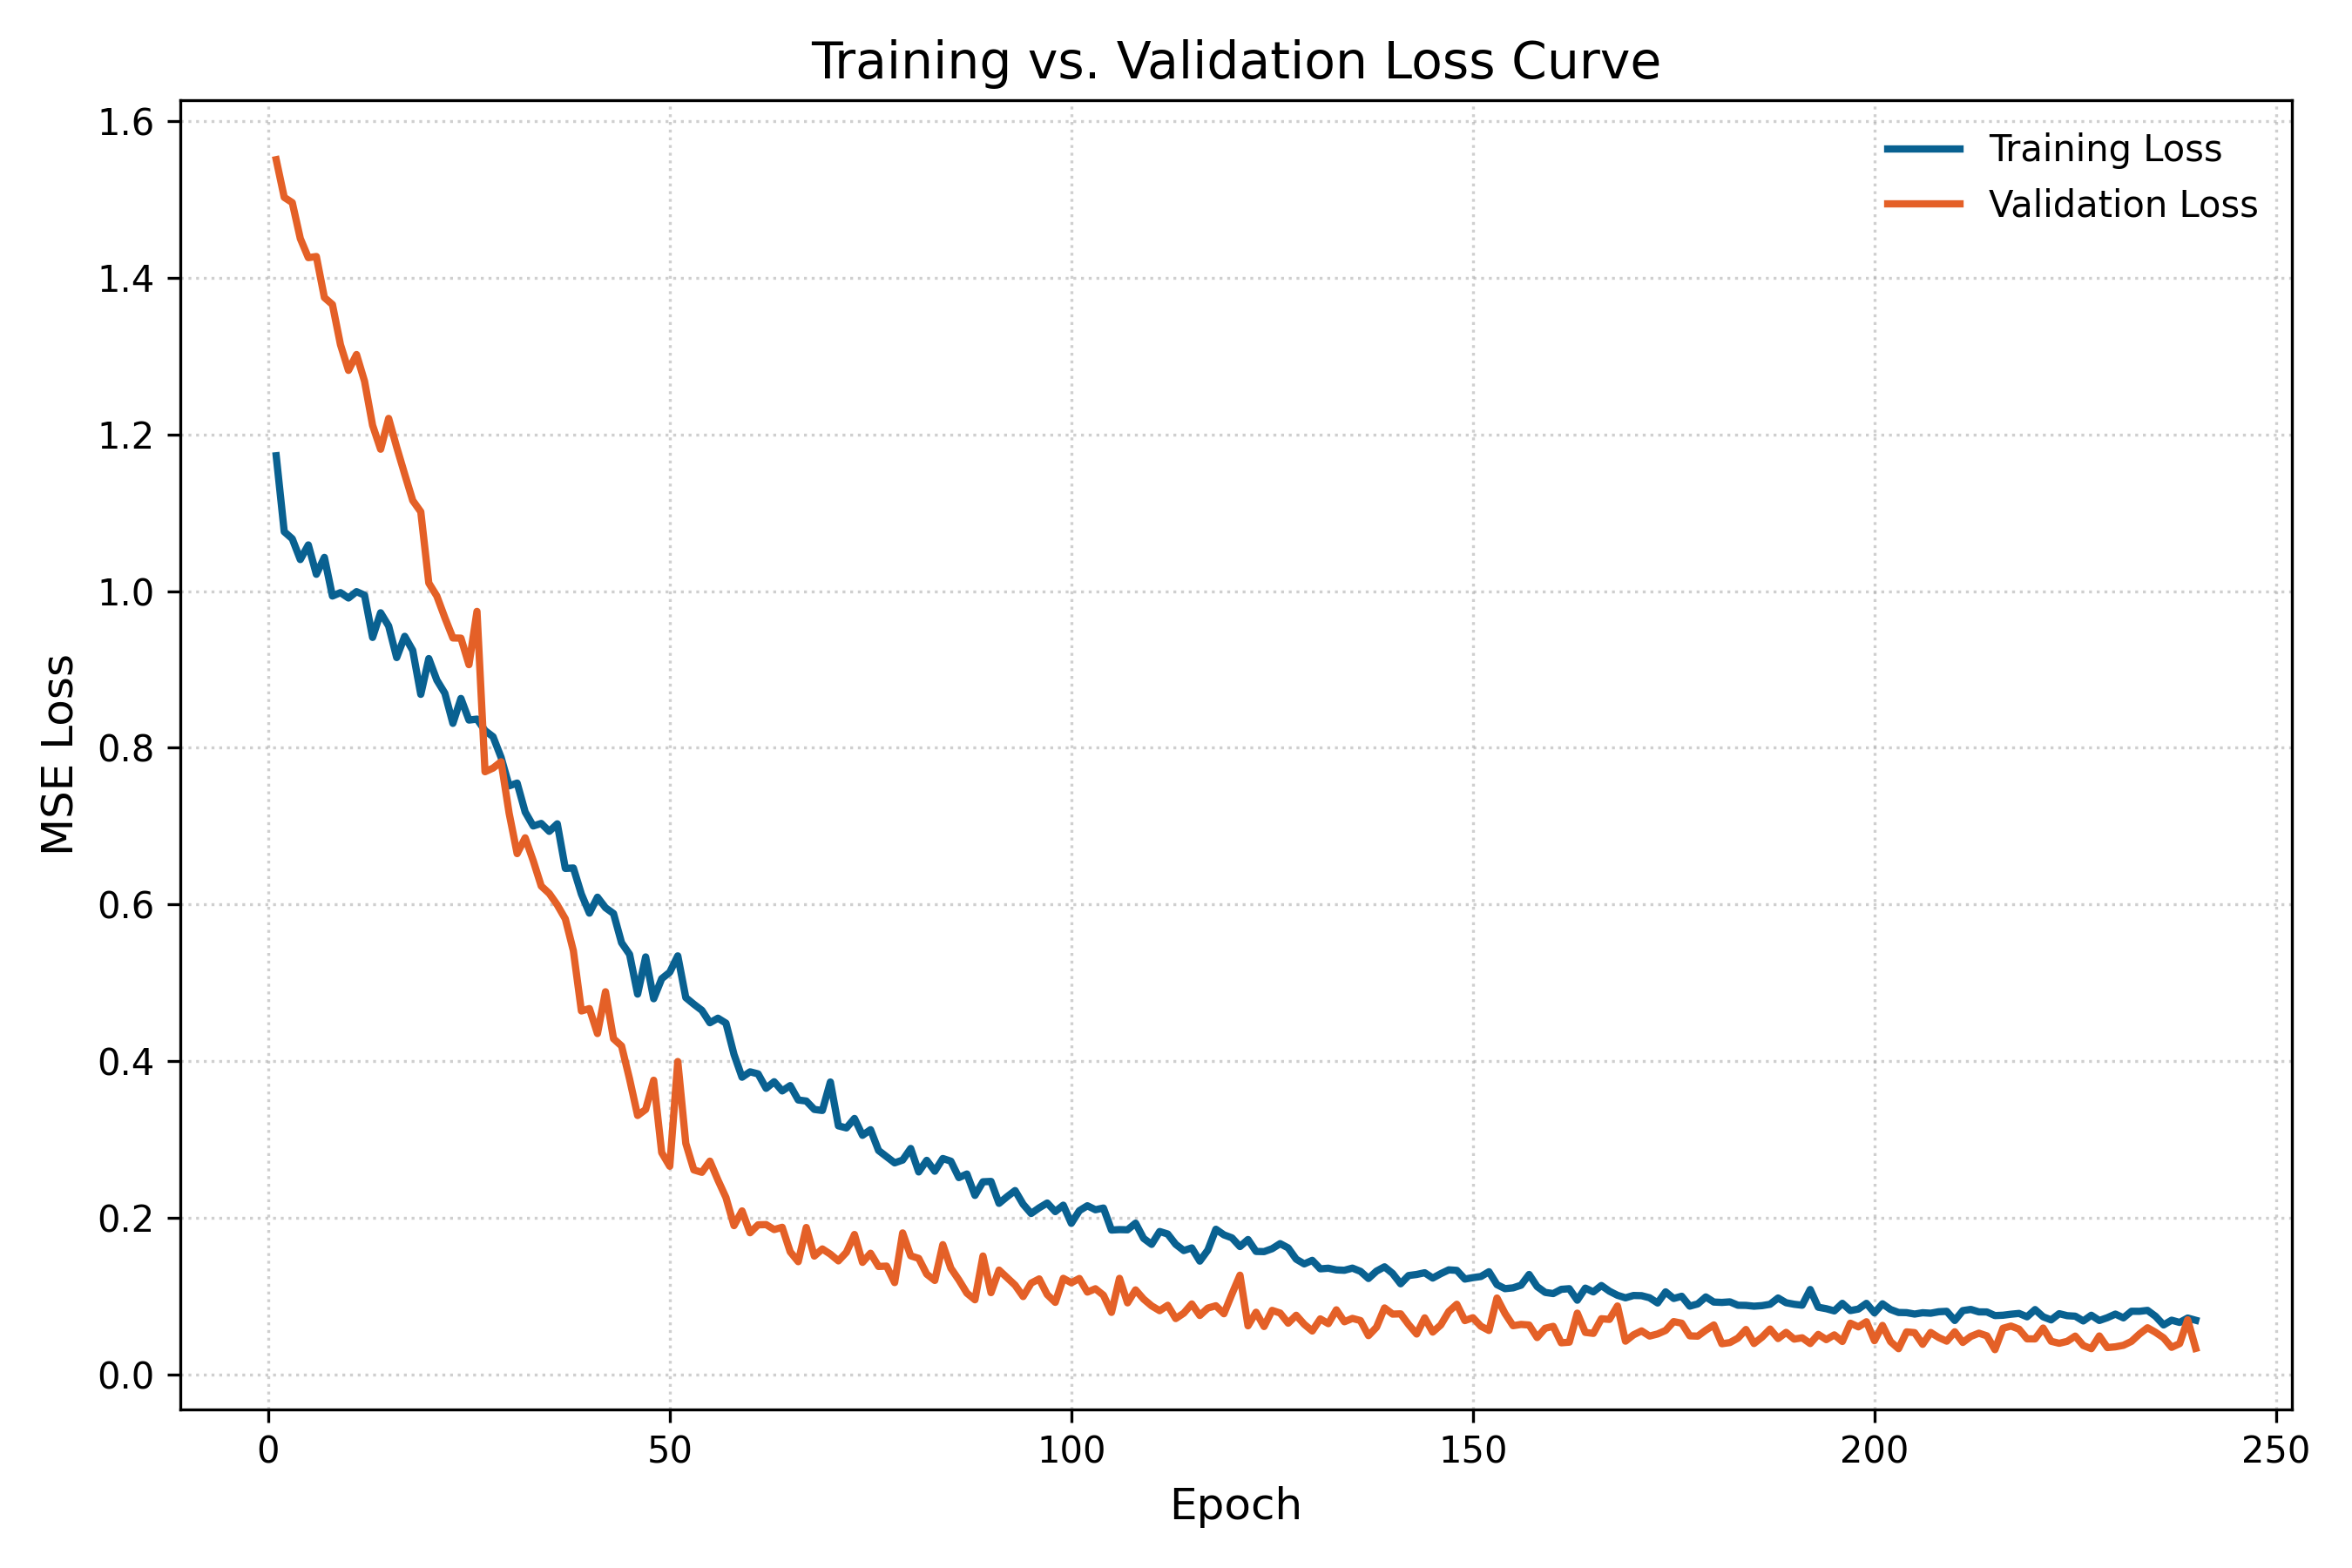 Training vs. Validation Loss Curve
1.6
1.4
1.2
1.0
0.8
0.6
0.4
0.2
0.0
MSE Loss
Training Loss
Validation Loss
0 50 100 150 200 250
Epoch